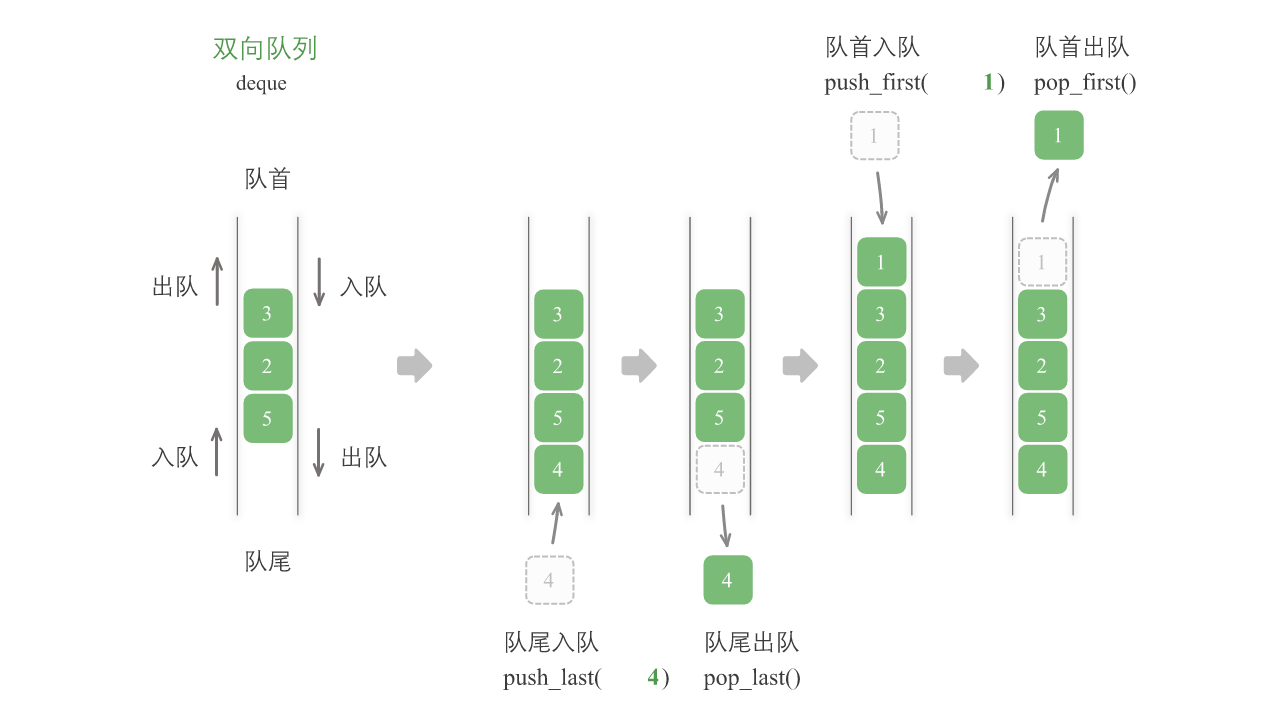 双向队列
deque
队首
出队
入队
3
2
5
入队
出队
队尾
3
2
5
4
4
队尾入队
push_last( 4 )
3
2
5
4
4
队尾出队
pop_last()
队首入队
push_first( 1 )
1
1
3
2
5
4
队首出队
pop_first()
1
1
3
2
5
4